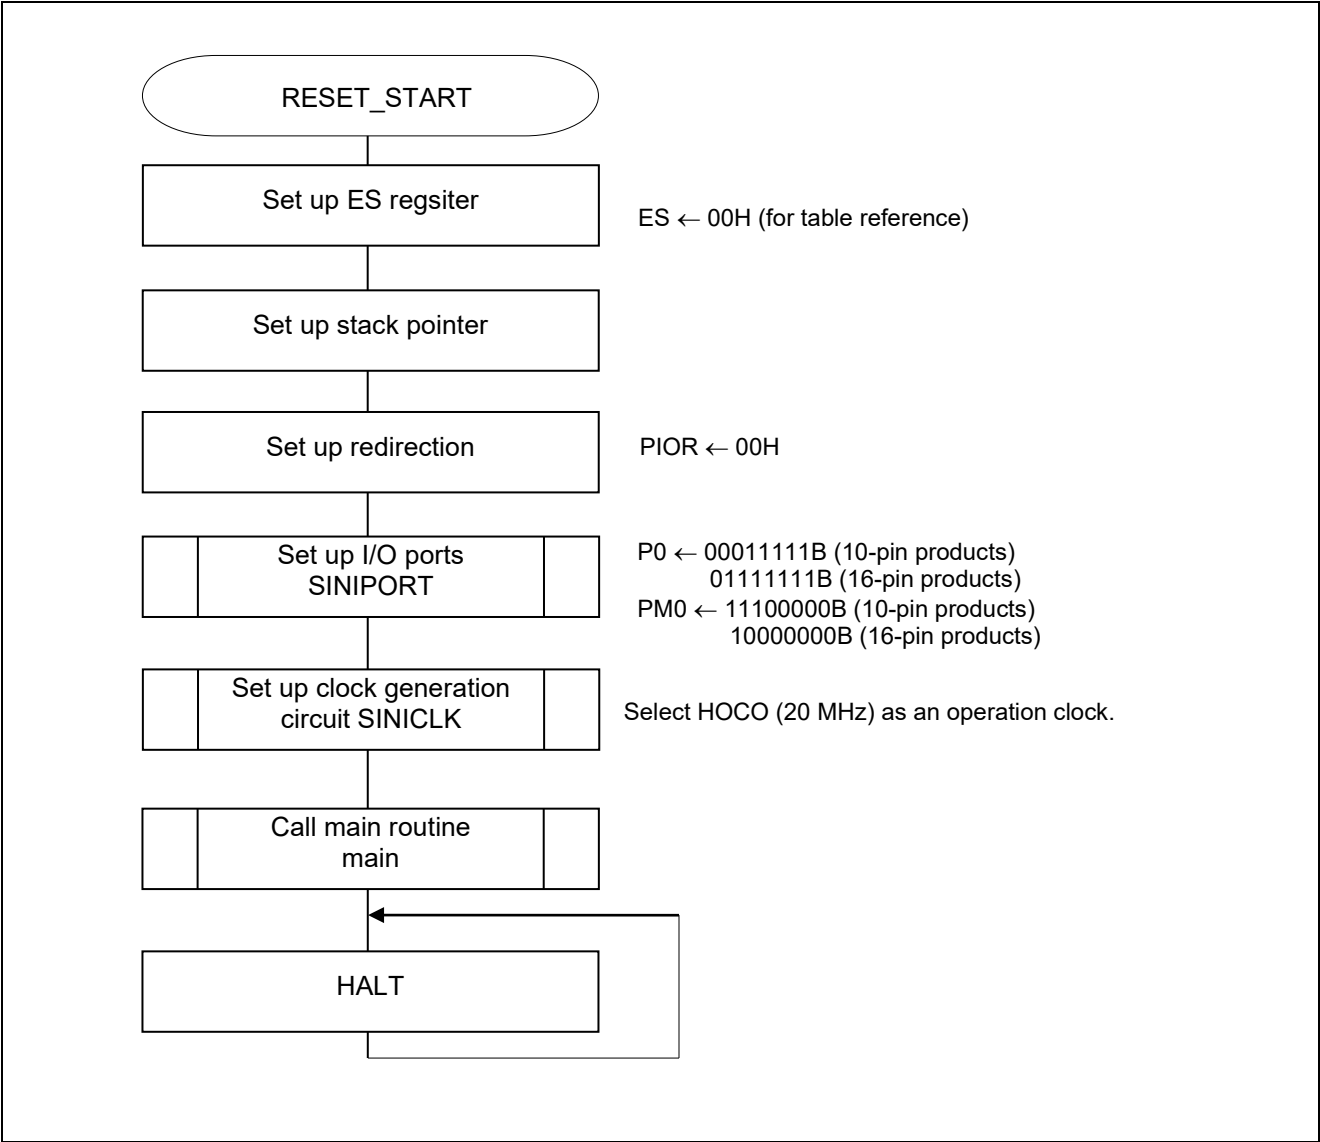 RESET_START
Set up ES regsiter
ES ← 00H (for table reference)
Set up stack pointer
Set up redirection
PIOR ← 00H
Set up I/O ports
SINIPORT
P0 ← 00011111B (10-pin products)
01111111B (16-pin products)
PM0 ← 11100000B (10-pin products)
10000000B (16-pin products)
Set up clock generation
circuit SINICLK
Select HOCO (20 MHz) as an operation clock.
Call main routine
main
HALT